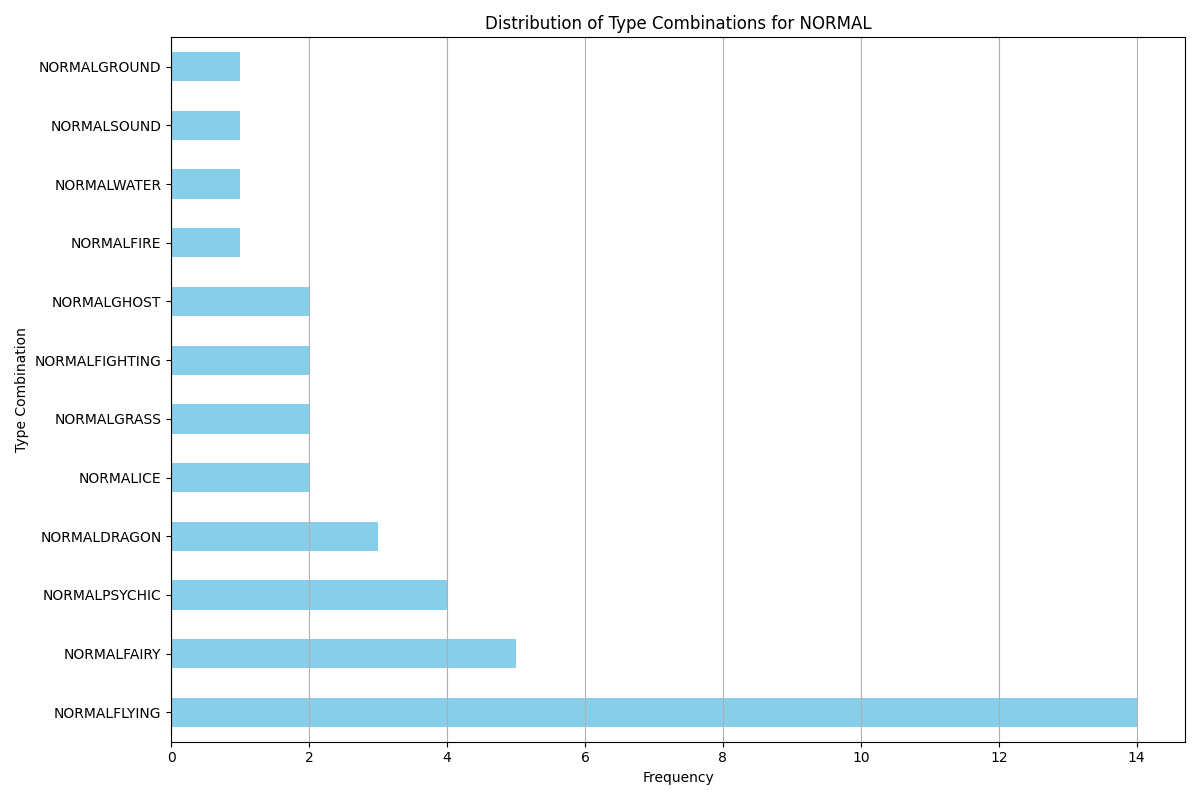 Distribution of Type Combinations for NORMAL
NORMALGROUND
NORMALSOUND
NORMALWATER
NORMALFIRE
NORMALGHOST
NORMALFIGHTING
NORMALGRASS
NORMALICE
NORMALDRAGON
NORMALPSYCHIC
NORMALFAIRY
NORMALFLYING
Type Combination
0 2 4 6 8 10 12 14
Frequency